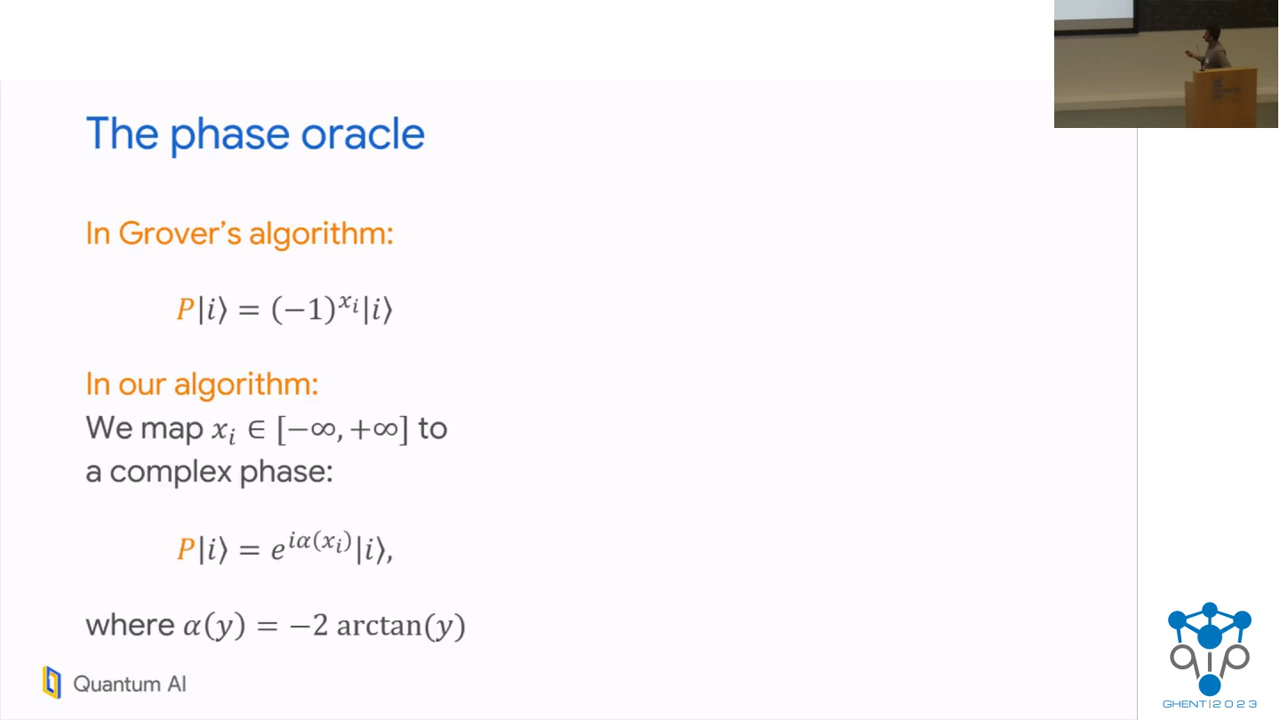 The phase oracle
In Grover's algorithm:
P|i⟩ = (−1)^{x_i}|i⟩
In our algorithm:
We map x_i ∈ [−∞, +∞] to
a complex phase:
P|i⟩ = e^{iα(x_i)}|i⟩,
where α(y) = −2 arctan(y)
Quantum AI
qip
GHENT|2023